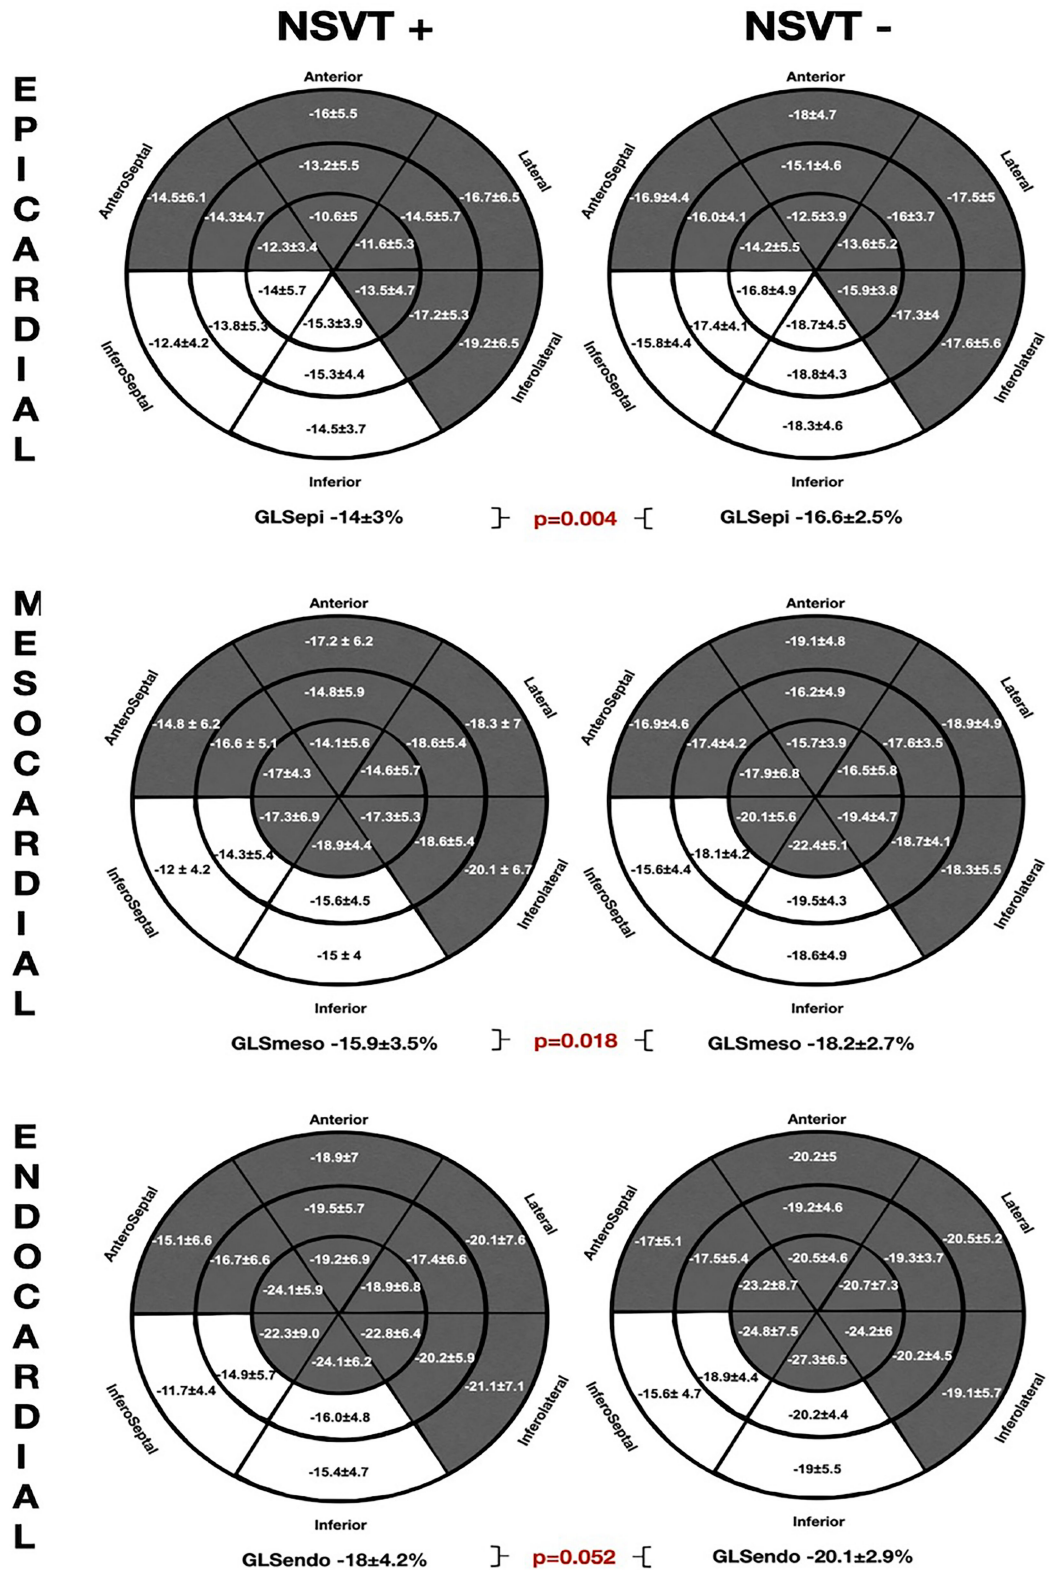 NSVT + NSVT -
EPICARDIAL
Anterior
-16±5.5
AnteroSeptal
Lateral
-13.2±5.5
-14.5±6.1
-16.7±6.5
-14.3±4.7
-10.6±5
-14.5±5.7
-12.3±3.4
-11.6±5.3
-14±5.7
-13.5±4.7
-17.2±5.3
-13.8±5.3
-15.3±3.9
-12.4±4.2
-19.2±6.5
-15.3±4.4
InferoSeptal
Inferolateral
-14.5±3.7
Inferior
Anterior
-18±4.7
AnteroSeptal
Lateral
-15.1±4.6
-16.9±4.4
-17.5±5
-16.0±4.1
-12.5±3.9
-16±3.7
-14.2±5.5
-13.6±5.2
-16.8±4.9
-15.9±3.8
-17.3±4
-17.4±4.1
-18.7±4.5
-15.8±4.4
-17.6±5.6
-18.8±4.3
InferoSeptal
Inferolateral
-18.3±4.6
Inferior
GLSepi -14±3% p=0.004 GLSepi -16.6±2.5%
MESOCARDIAL
Anterior
-17.2 ± 6.2
AnteroSeptal
Lateral
-14.8±5.9
-14.8 ± 6.2
-18.3 ± 7
-16.6 ± 5.1
-14.1±5.6
-18.6±5.4
-17±4.3
-14.6±5.7
-17.3±6.9
-17.3±5.3
-18.9±4.4
-18.6±5.4
-14.3±5.4
-12 ± 4.2
-20.1 ± 6.7
-15.6±4.5
InferoSeptal
Inferolateral
-15 ± 4
Inferior
Anterior
-19.1±4.8
AnteroSeptal
Lateral
-16.2±4.9
-16.9±4.6
-18.9±4.9
-17.4±4.2
-15.7±3.9
-17.6±3.5
-17.9±6.8
-16.5±5.8
-20.1±5.6
-19.4±4.7
-22.4±5.1
-18.7±4.1
-18.1±4.2
-15.6±4.4
-18.3±5.5
-19.5±4.3
InferoSeptal
Inferolateral
-18.6±4.9
Inferior
GLSmeso -15.9±3.5% p=0.018 GLSmeso -18.2±2.7%
ENDOCARDIAL
Anterior
-18.9±7
AnteroSeptal
Lateral
-19.5±5.7
-15.1±6.6
-20.1±7.6
-16.7±6.6
-19.2±6.9
-17.4±6.6
-24.1±5.9
-18.9±6.8
-22.3±9.0
-22.8±6.4
-24.1±6.2
-20.2±5.9
-14.9±5.7
-11.7±4.4
-21.1±7.1
-16.0±4.8
InferoSeptal
Inferolateral
-15.4±4.7
Inferior
Anterior
-20.2±5
AnteroSeptal
Lateral
-19.2±4.6
-17±5.1
-20.5±5.2
-17.5±5.4
-20.5±4.6
-19.3±3.7
-23.2±8.7
-20.7±7.3
-24.8±7.5
-24.2±6
-27.3±6.5
-20.2±4.5
-18.9±4.4
-15.6± 4.7
-19.1±5.7
-20.2±4.4
InferoSeptal
Inferolateral
-19±5.5
Inferior
GLSendo -18±4.2% p=0.052 GLSendo -20.1±2.9%